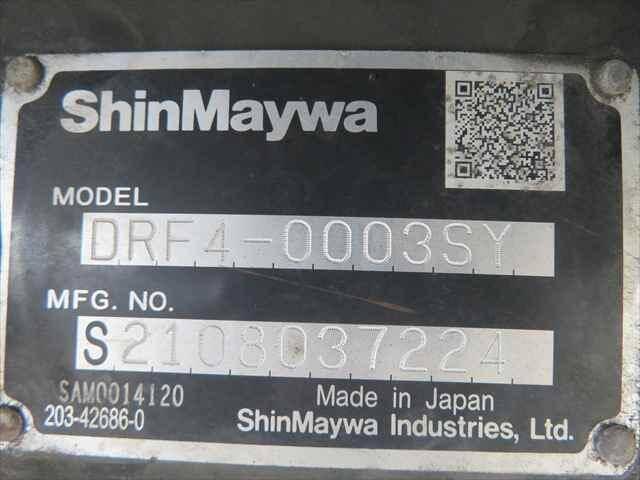 ShinMaywa
MODEL
DRF4-0003SY
MFG. NO.
S2108037224
SAM0014120
203-42686-0
Made in Japan
ShinMaywa Industries, Ltd.